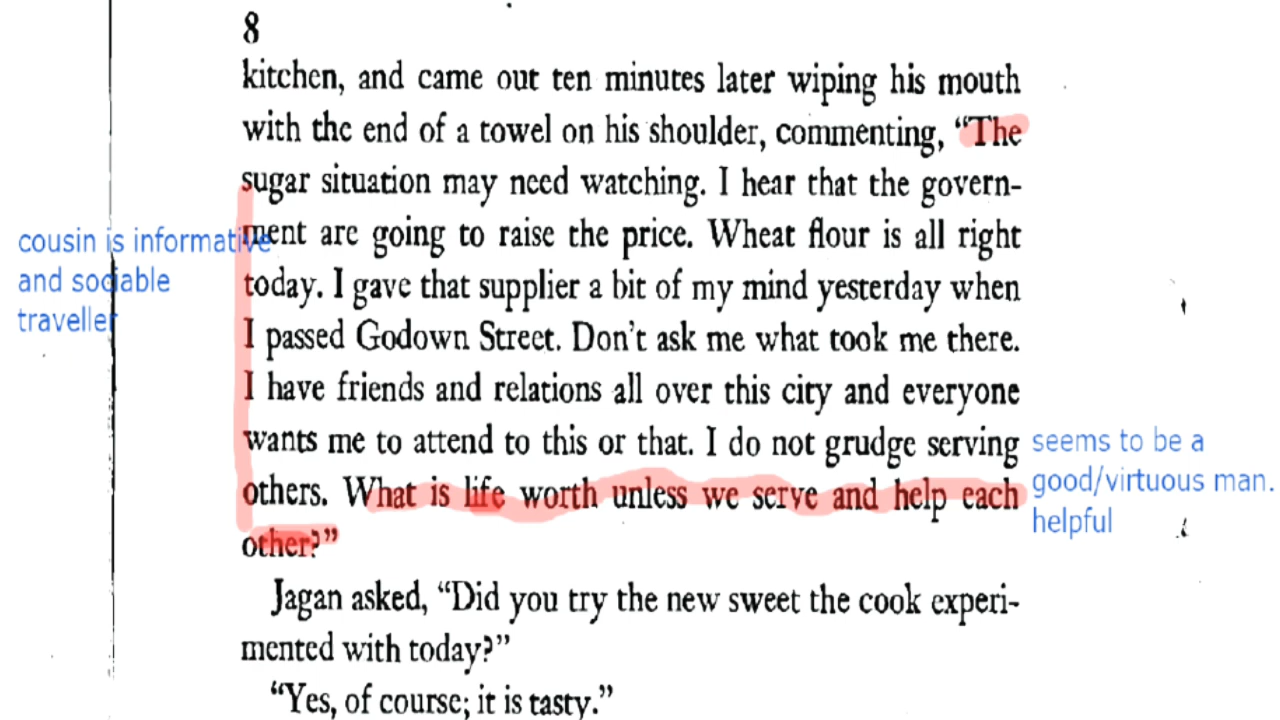 8
kitchen, and came out ten minutes later wiping his mouth
with the end of a towel on his shoulder, commenting, “The
sugar situation may need watching. I hear that the govern-
ment are going to raise the price. Wheat flour is all right
today. I gave that supplier a bit of my mind yesterday when
I passed Godown Street. Don’t ask me what took me there.
I have friends and relations all over this city and everyone
wants me to attend to this or that. I do not grudge serving
others. What is life worth unless we serve and help each
other?”
Jagan asked, “Did you try the new sweet the cook experi-
mented with today?”
“Yes, of course; it is tasty.”
cousin is informative
and sociable
traveller
seems to be a
good/virtuous man.
helpful